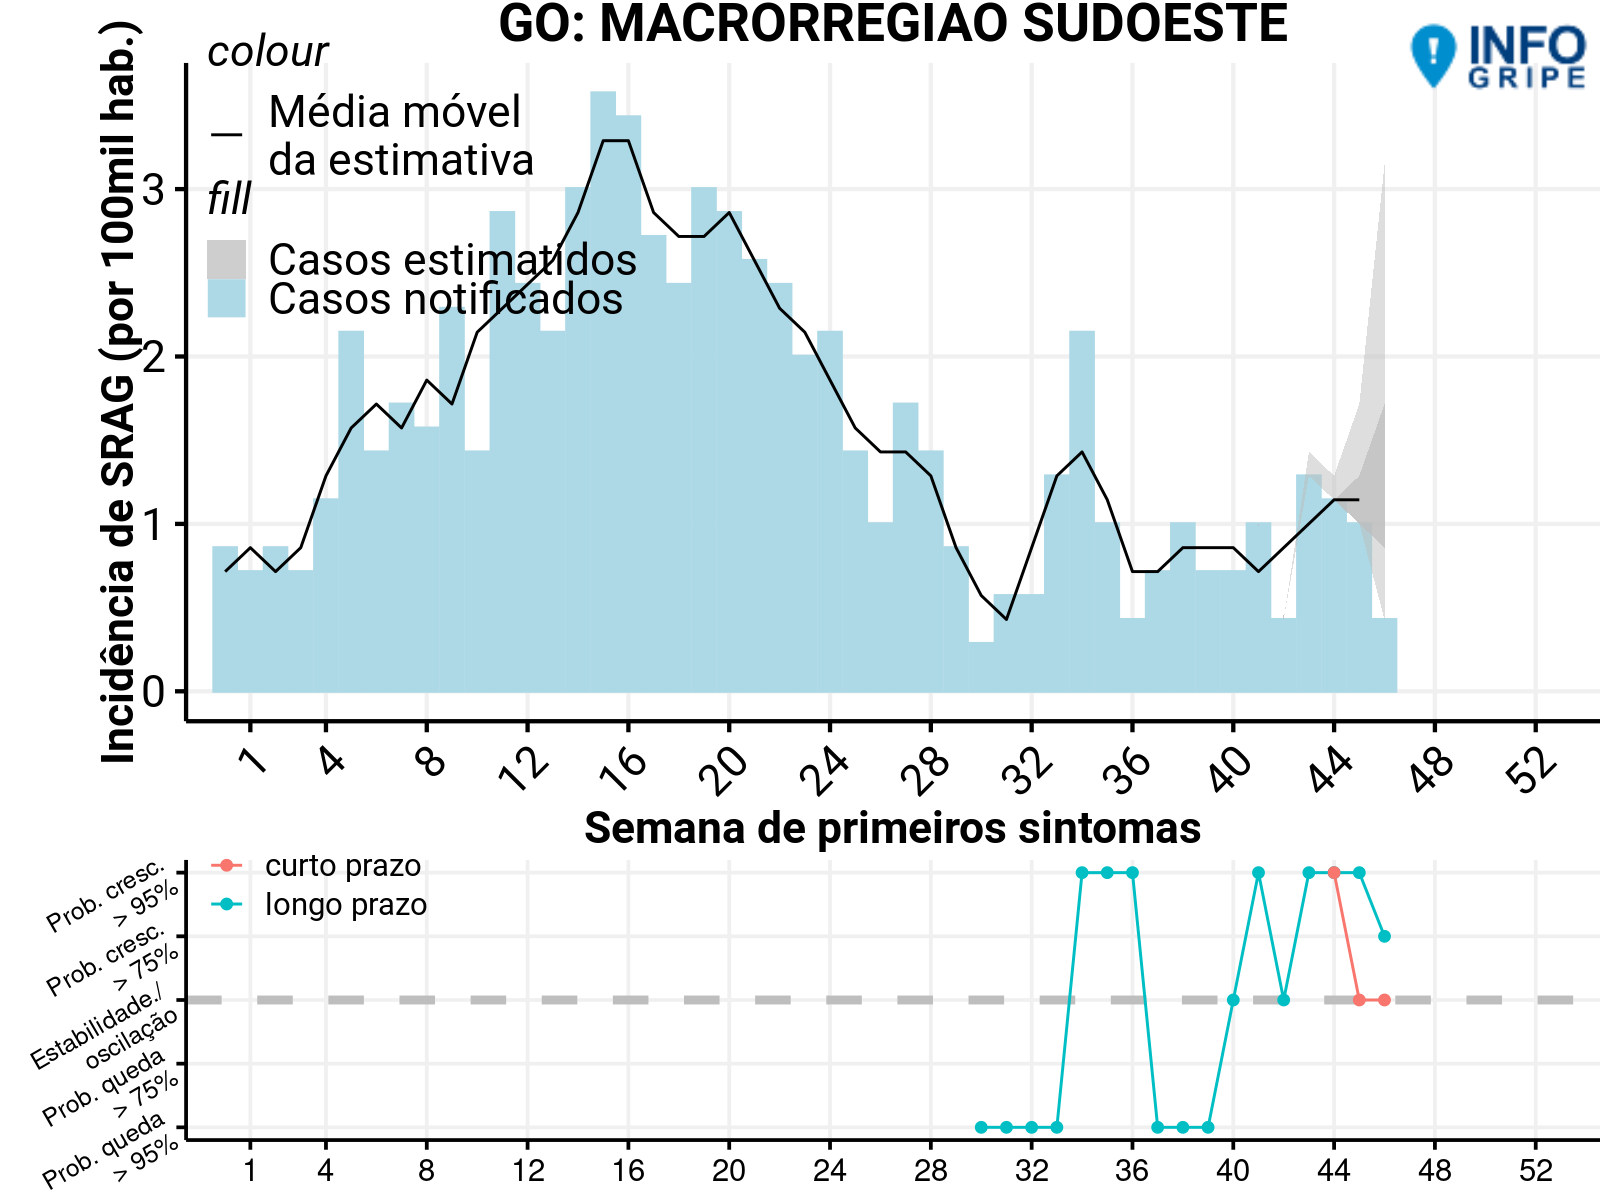 GO: MACRORREGIAO SUDOESTE
INFO
GRIPE
colour
Média móvel
da estimativa
fill
Casos estimatidos
Casos notificados
Incidência de SRAG (por 100mil hab.)
3
2
1
0
1 4 8 12 16 20 24 28 32 36 40 44 48 52
Semana de primeiros sintomas
curto prazo
longo prazo
Prob. cresc.
> 95%
Prob. cresc.
> 75%
Estabilidade./
oscilação
Prob. queda
> 75%
Prob. queda
> 95%
1 4 8 12 16 20 24 28 32 36 40 44 48 52